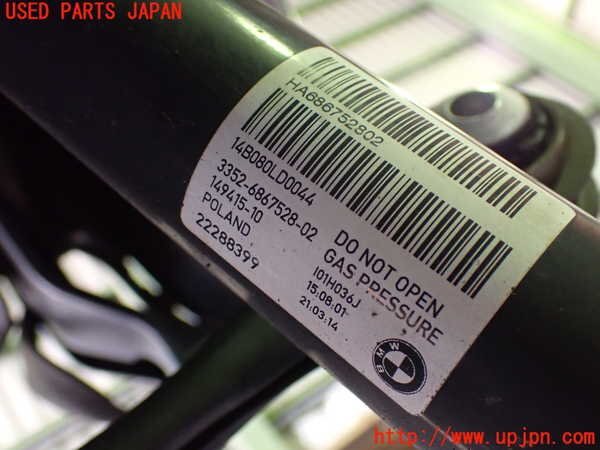 USED PARTS JAPAN
HA686752802
14B080LD0044
3352-6867528-02
149415-10
POLAND
22288399
DO NOT OPEN
GAS PRESSURE
I01H036J
15:08:01
21.03.14
BMW
http://www.upjpn.com/